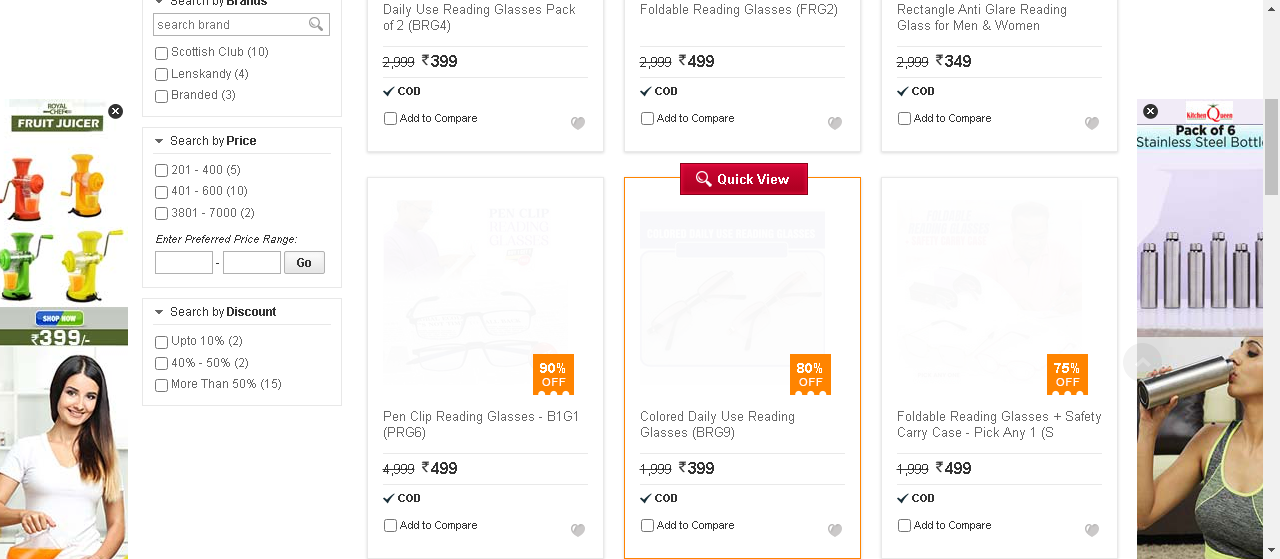 Search by Brands
search brand
Scottish Club (10)
Lenskandy (4)
Branded (3)
Search by Price
201 - 400 (5)
401 - 600 (10)
3801 - 7000 (2)
Enter Preferred Price Range:
- Go
Search by Discount
Upto 10% (2)
40% - 50% (2)
More Than 50% (15)
ROYAL
CHEF
FRUIT JUICER
SHOP NOW
₹399/-
Daily Use Reading Glasses Pack
of 2 (BRG4)
2,999 ₹399
COD
Add to Compare
Foldable Reading Glasses (FRG2)
2,999 ₹499
COD
Add to Compare
Rectangle Anti Glare Reading
Glass for Men & Women
2,999 ₹349
COD
Add to Compare
PEN CLIP
READING
GLASSES
90%
OFF
Pen Clip Reading Glasses - B1G1
(PRG6)
4,999 ₹499
COD
Add to Compare
Quick View
COLORED DAILY USE READING GLASSES
80%
OFF
Colored Daily Use Reading
Glasses (BRG9)
1,999 ₹399
COD
Add to Compare
75%
OFF
Foldable Reading Glasses + Safety
Carry Case - Pick Any 1 (S
1,999 ₹499
COD
Add to Compare
Kitchen Queen
Pack of 6
Stainless Steel Bottl